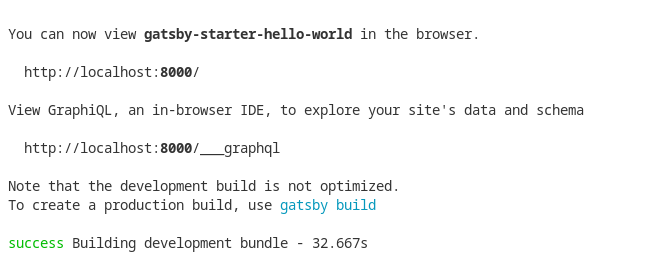 You can now view gatsby-starter-hello-world in the browser.
http://localhost:8000/
View GraphiQL, an in-browser IDE, to explore your site's data and schema
http://localhost:8000/___graphql
Note that the development build is not optimized.
To create a production build, use gatsby build
success Building development bundle - 32.667s